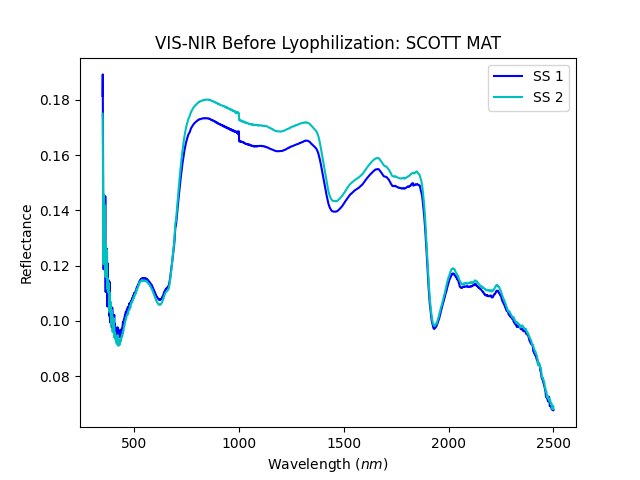 VIS-NIR Before Lyophilization: SCOTT MAT
SS 1
SS 2
Reflectance
0.18
0.16
0.14
0.12
0.10
0.08
500 1000 1500 2000 2500
Wavelength (nm)